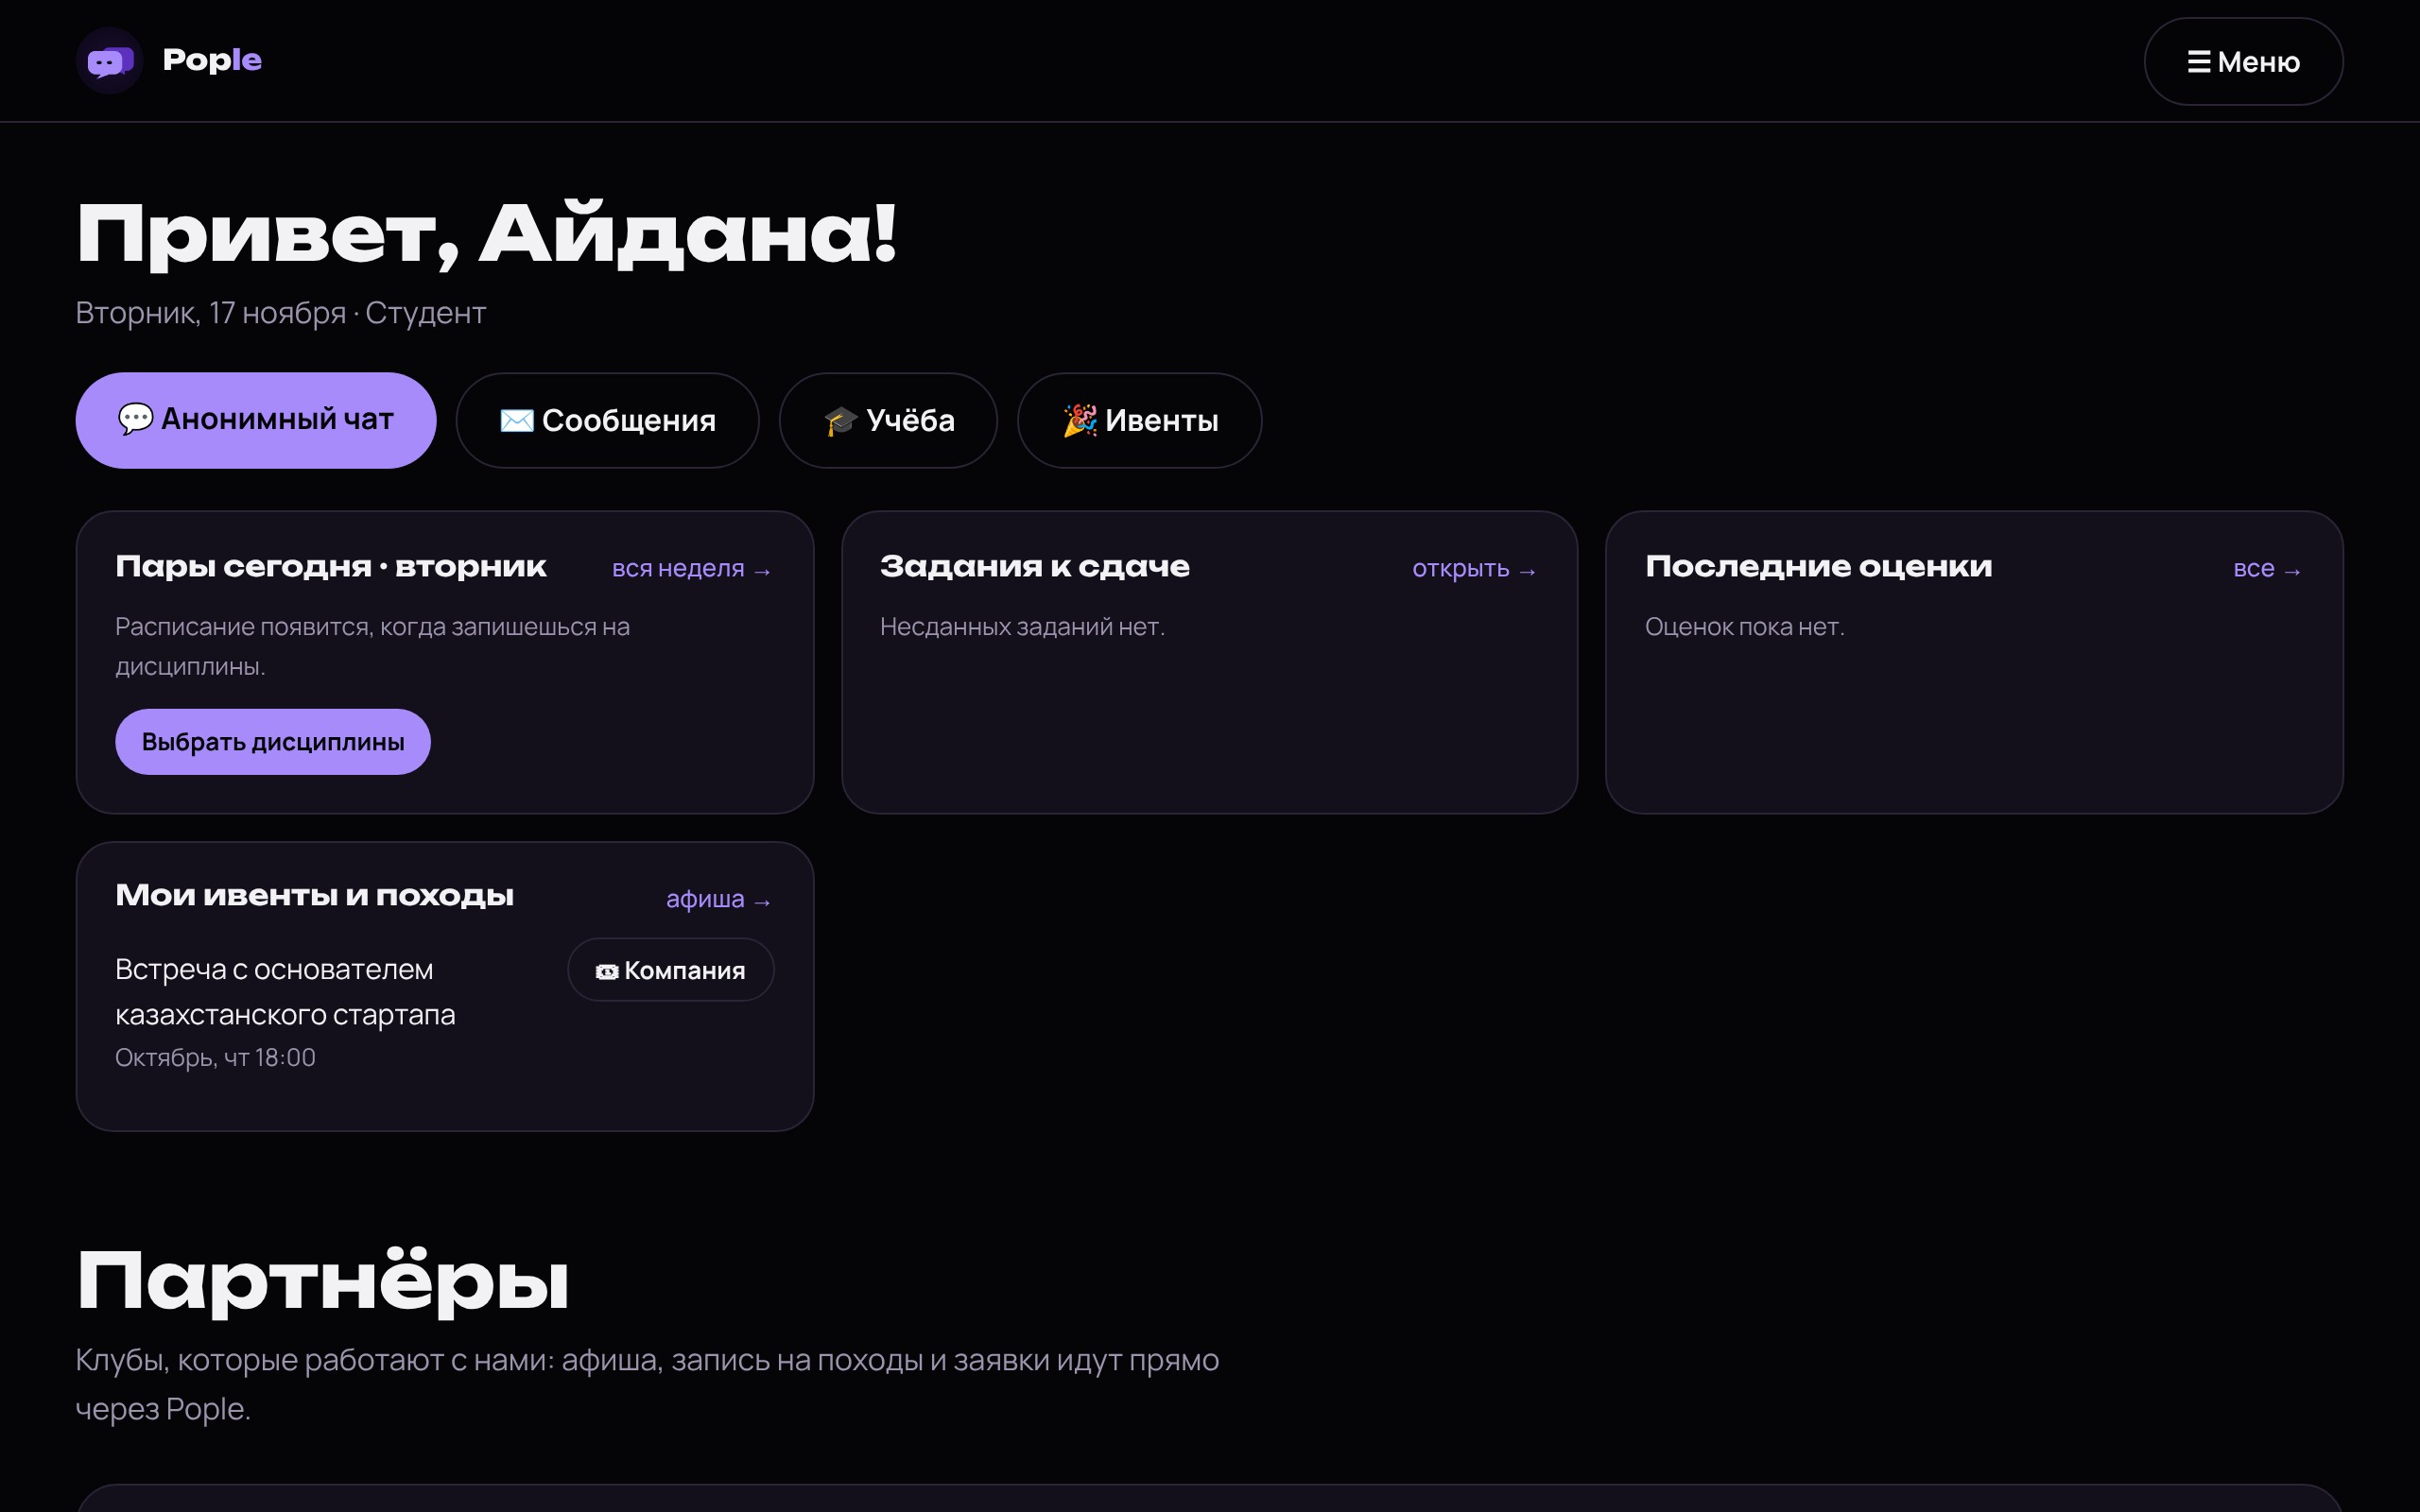 Pople
☰ Меню
Привет, Айдана!
Вторник, 17 ноября · Студент
💬 Анонимный чат
✉️ Сообщения
🎓 Учёба
🎉 Ивенты
Пары сегодня · вторник
вся неделя →
Расписание появится, когда запишешься на
дисциплины.
Выбрать дисциплины
Задания к сдаче
открыть →
Несданных заданий нет.
Последние оценки
все →
Оценок пока нет.
Мои ивенты и походы
афиша →
Встреча с основателем
казахстанского стартапа
Октябрь, чт 18:00
🎟 Компания
Партнёры
Клубы, которые работают с нами: афиша, запись на походы и заявки идут прямо
через Pople.